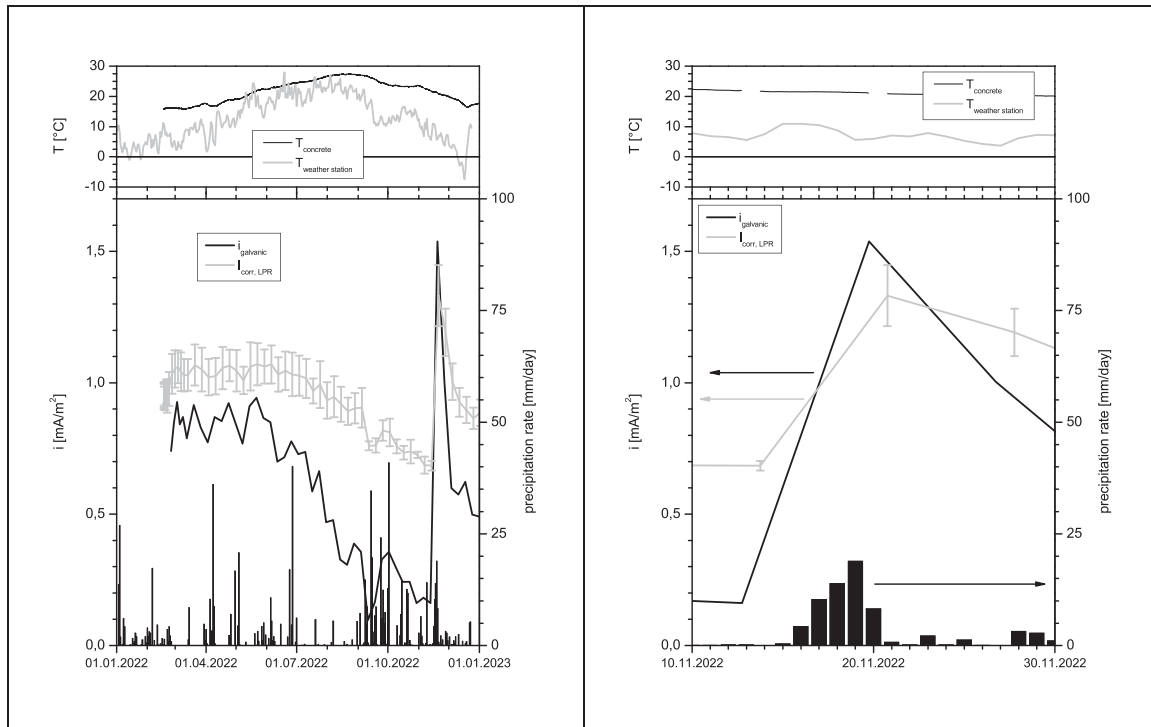 30
20
10
0
-10
T [°C]
T concrete
T weather station
1,5
1,0
0,5
0,0
i [mA/m²]
i galvanic
I corr, LPR
100
75
50
25
0
precipitation rate [mm/day]
01.01.2022
01.04.2022
01.07.2022
01.10.2022
01.01.2023
30
20
10
0
-10
T [°C]
T concrete
T weather station
1,5
1,0
0,5
0,0
i [mA/m²]
i galvanic
I corr, LPR
100
75
50
25
0
precipitation rate [mm/day]
10.11.2022
20.11.2022
30.11.2022